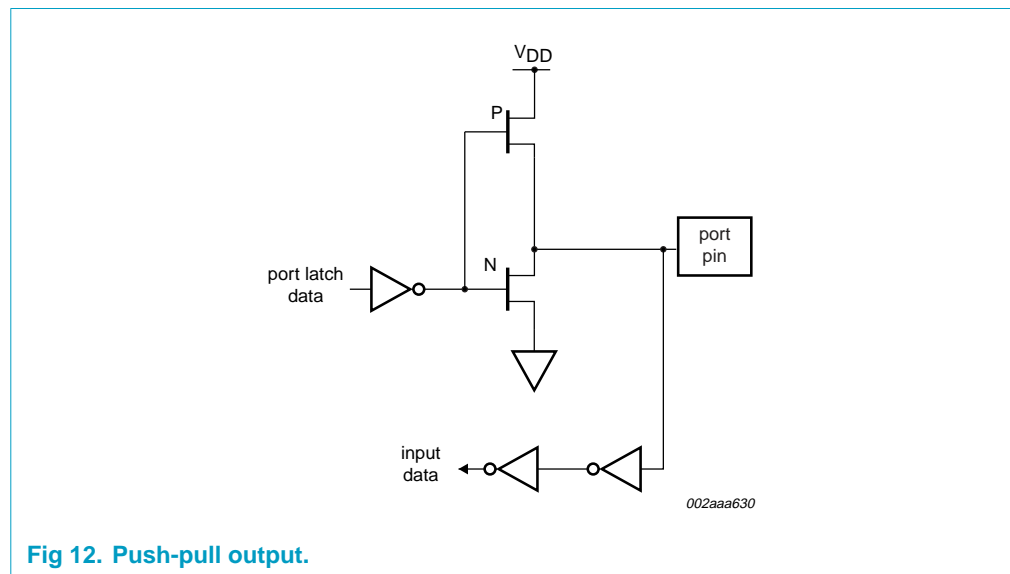 VDD
P
port
pin
N
port latch
data
input
data
002aaa630
Fig 12. Push-pull output.